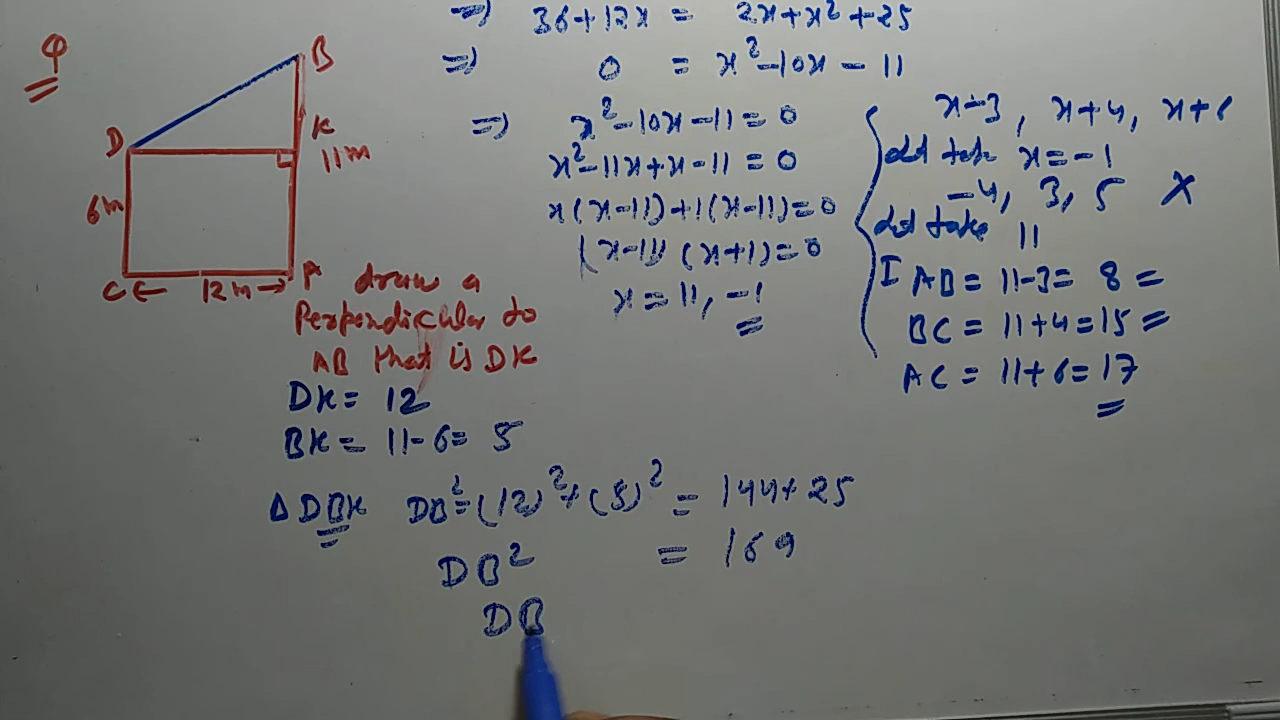 =) 36+12x = 2x+x²+25
=) 0 = x²-10x-11
=) x²-10x-11=0
x²-11x+x-11=0
x(x-11)+1(x-11)=0
(x-11) (x+1)=0
x=11,-1
x-3, x+4, x+6
take x=-1
-4, 3, 5 X
take 11
AB = 11-3= 8
BC = 11+4=15
AC = 11+6=17
4
B
D
K
11m
6m
C
12m
A
draw a
Perpendicular to
AB that is DK
DK= 12
BK= 11-6= 5
Δ DBK DB²=(12)²+(5)² = 144+25
DB² = 169
DB